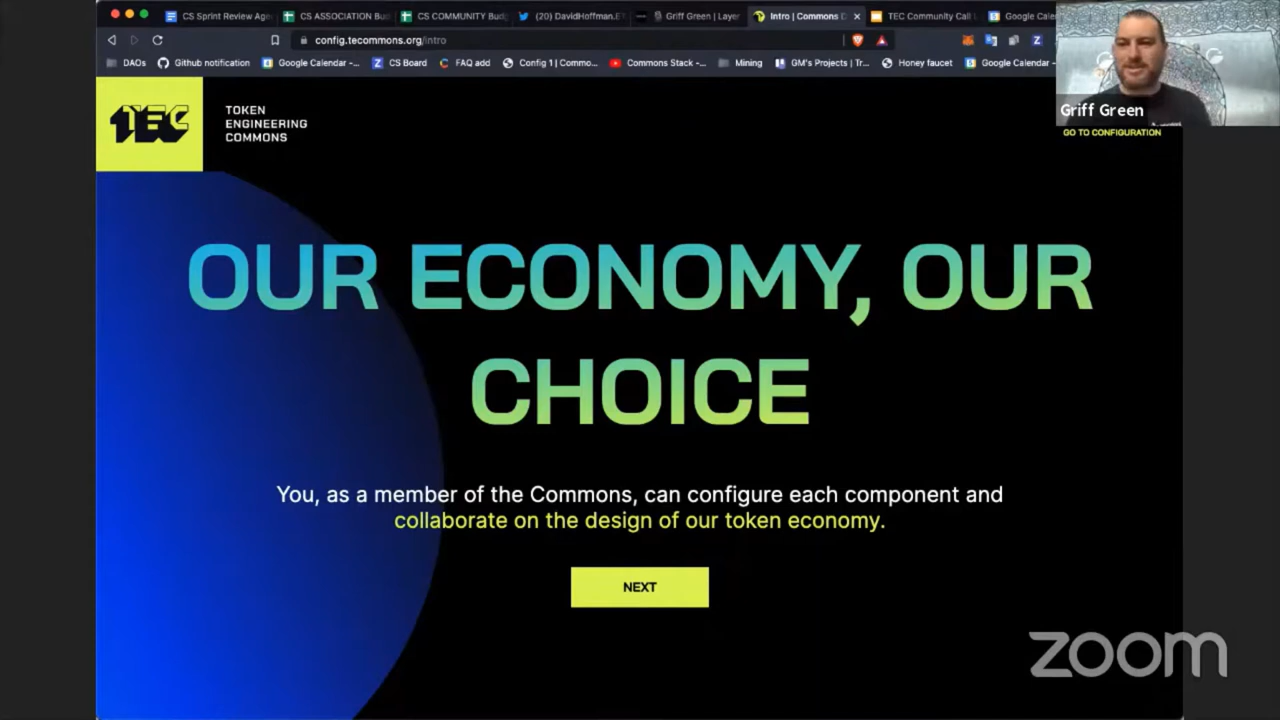 CS Sprint Review Age
CS ASSOCIATION Bud
CS COMMUNITY Budg
(20) DavidHoffman.ET
Griff Green | Layer
Intro | Commons D
TEC Community Call
Google Cale
config.tecommons.org/intro
DAOs
Github notification
Google Calendar -...
CS Board
FAQ add
Config 1 | Commo...
Commons Stack -...
Mining
GM's Projects | Tr...
Honey faucet
Google Calendar -
Griff Green
GO TO CONFIGURATION
TEC
TOKEN
ENGINEERING
COMMONS
OUR ECONOMY, OUR
CHOICE
You, as a member of the Commons, can configure each component and
collaborate on the design of our token economy.
NEXT
zoom